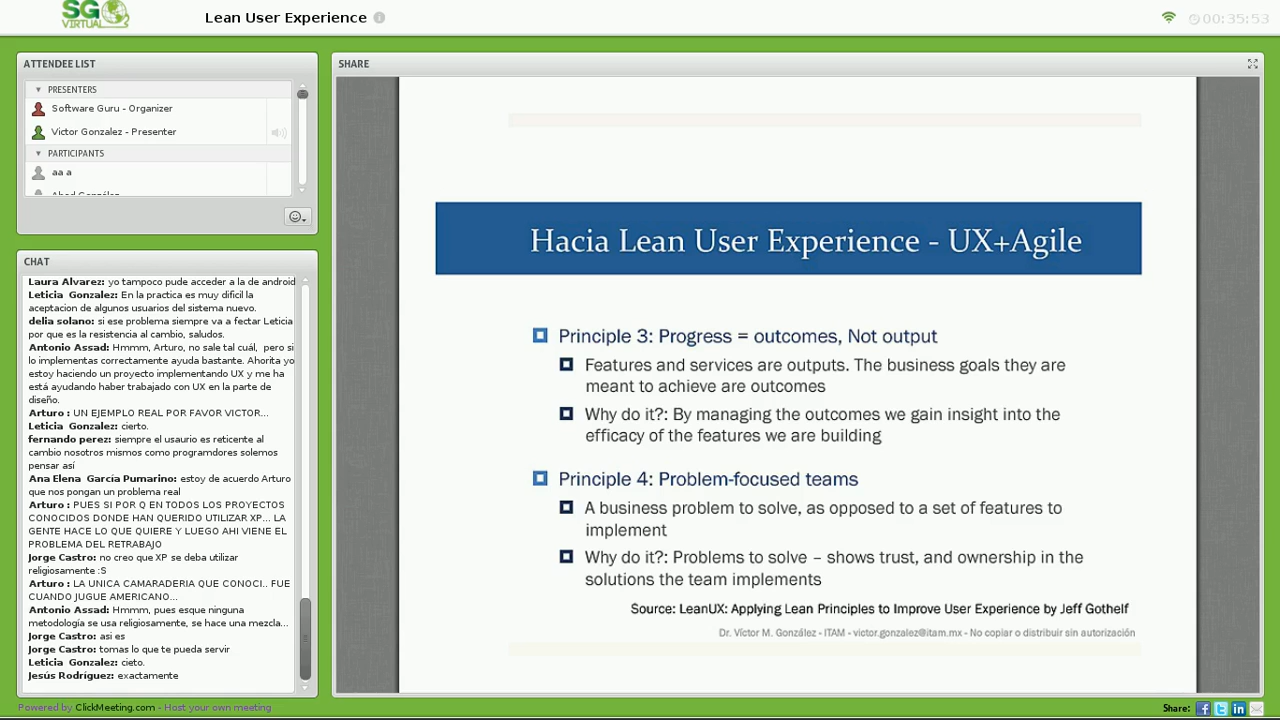 SG
VIRTUAL
Lean User Experience
00:35:53
ATTENDEE LIST
PRESENTERS
Software Guru - Organizer
Victor Gonzalez - Presenter
PARTICIPANTS
aa a
Abad González
CHAT
Laura Alvarez: yo tampoco pude acceder a la de android
Leticia Gonzalez: En la practica es muy dificil la
aceptacion de algunos usuarios del sistema nuevo.
delia solano: si ese problema siempre va a fectar Leticia
por que es la resistencia al cambio, saludos.
Antonio Assad: Hmmm, Arturo, no sale tal cuál, pero si
lo implementas correctamente ayuda bastante. Ahorita yo
estoy haciendo un proyecto implementando UX y me ha
está ayudando haber trabajado con UX en la parte de
diseño.
Arturo : UN EJEMPLO REAL POR FAVOR VICTOR...
Leticia Gonzalez: cierto.
fernando perez: siempre el usaurio es reticente al
cambio nosotros mismos como programdores solemos
pensar así
Ana Elena García Pumarino: estoy de acuerdo Arturo
que nos pongan un problema real
Arturo : PUES SI POR Q EN TODOS LOS PROYECTOS
CONOCIDOS DONDE HAN QUERIDO UTILIZAR XP... LA
GENTE HACE LO QUE QUIERE Y LUEGO AHI VIENE EL
PROBLEMA DEL RETRABAJO
Jorge Castro: no creo que XP se deba utilizar
religiosamente :S
Arturo : LA UNICA CAMARADERIA QUE CONOCI.. FUE
CUANDO JUGUE AMERICANO...
Antonio Assad: Hmmm, pues esque ninguna
metodología se usa religiosamente, se hace una mezcla...
Jorge Castro: asi es
Jorge Castro: tomas lo que te pueda servir
Leticia Gonzalez: cieto.
Jesús Rodríguez: exactamente
SHARE
Hacia Lean User Experience - UX+Agile
Principle 3: Progress = outcomes, Not output
Features and services are outputs. The business goals they are
meant to achieve are outcomes
Why do it?: By managing the outcomes we gain insight into the
efficacy of the features we are building
Principle 4: Problem-focused teams
A business problem to solve, as opposed to a set of features to
implement
Why do it?: Problems to solve – shows trust, and ownership in the
solutions the team implements
Source: LeanUX: Applying Lean Principles to Improve User Experience by Jeff Gothelf
Dr. Víctor M. González - ITAM - victor.gonzalez@itam.mx - No copiar o distribuir sin autorización
Powered by ClickMeeting.com - Host your own meeting
Share: